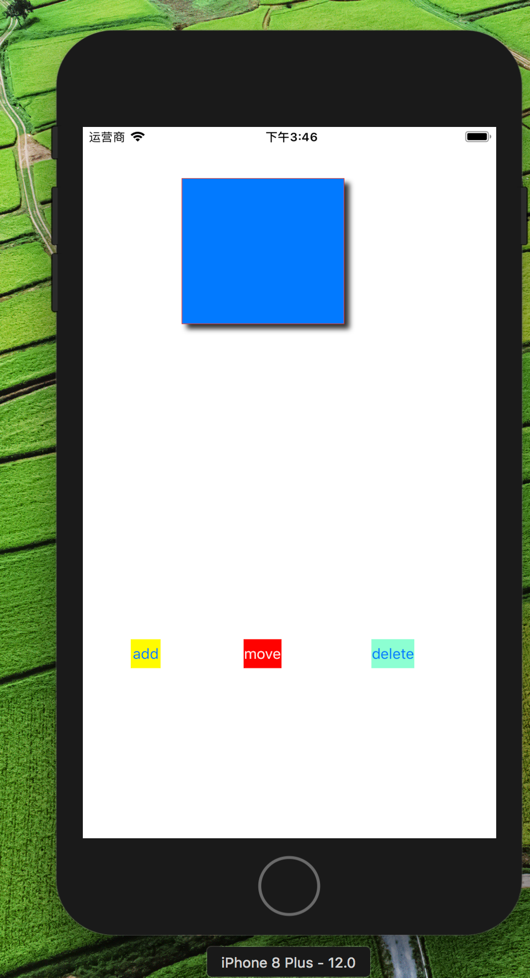 运营商 下午3:46
add move delete
iPhone 8 Plus - 12.0